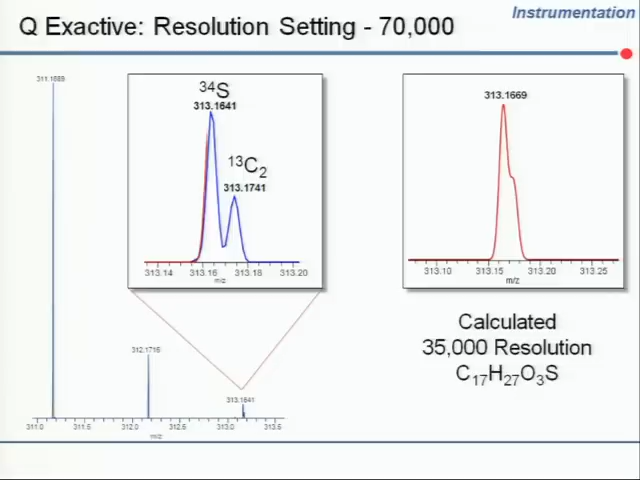 Instrumentation
Q Exactive: Resolution Setting - 70,000
311.1689
34S
313.1641
13C2
313.1741
313.14 313.16 313.18 313.20
m/z
313.1669
313.10 313.15 313.20 313.25
m/z
Calculated
35,000 Resolution
C17H27O3S
312.1716
313.1641
311.0 311.5 312.0 312.5 313.0 313.5
m/z